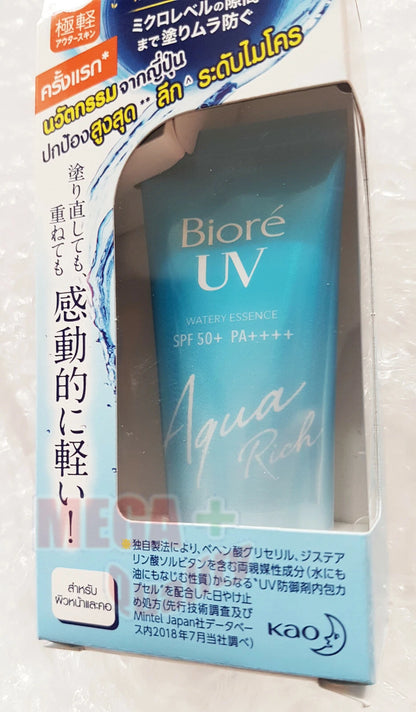 極軽
アウタースキン
ミクロレベルの隙間
まで塗りムラ防ぐ
ครั้งแรก*
นวัตกรรมจากญี่ปุ่น
ปกป้องสูงสุด ลึก ระดับไมโคร
塗り直しても、
重ねても
感動的に軽い!
Bioré
UV
WATERY ESSENCE
SPF 50+ PA++++
Aqua
Rich
MEGA+
*独自製法により、ベヘン酸グリセリル、ジステア
リン酸ソルビタンを含む両親媒性成分(水にも
油にもなじむ性質)からなる"UV防御剤内包カ
プセル"を配合した日やけ止
め処方(先行技術調査及び
Mintel Japan社データベー
ス内2018年7月当社調べ)
สำหรับ
ผิวหน้าและคอ
Kao